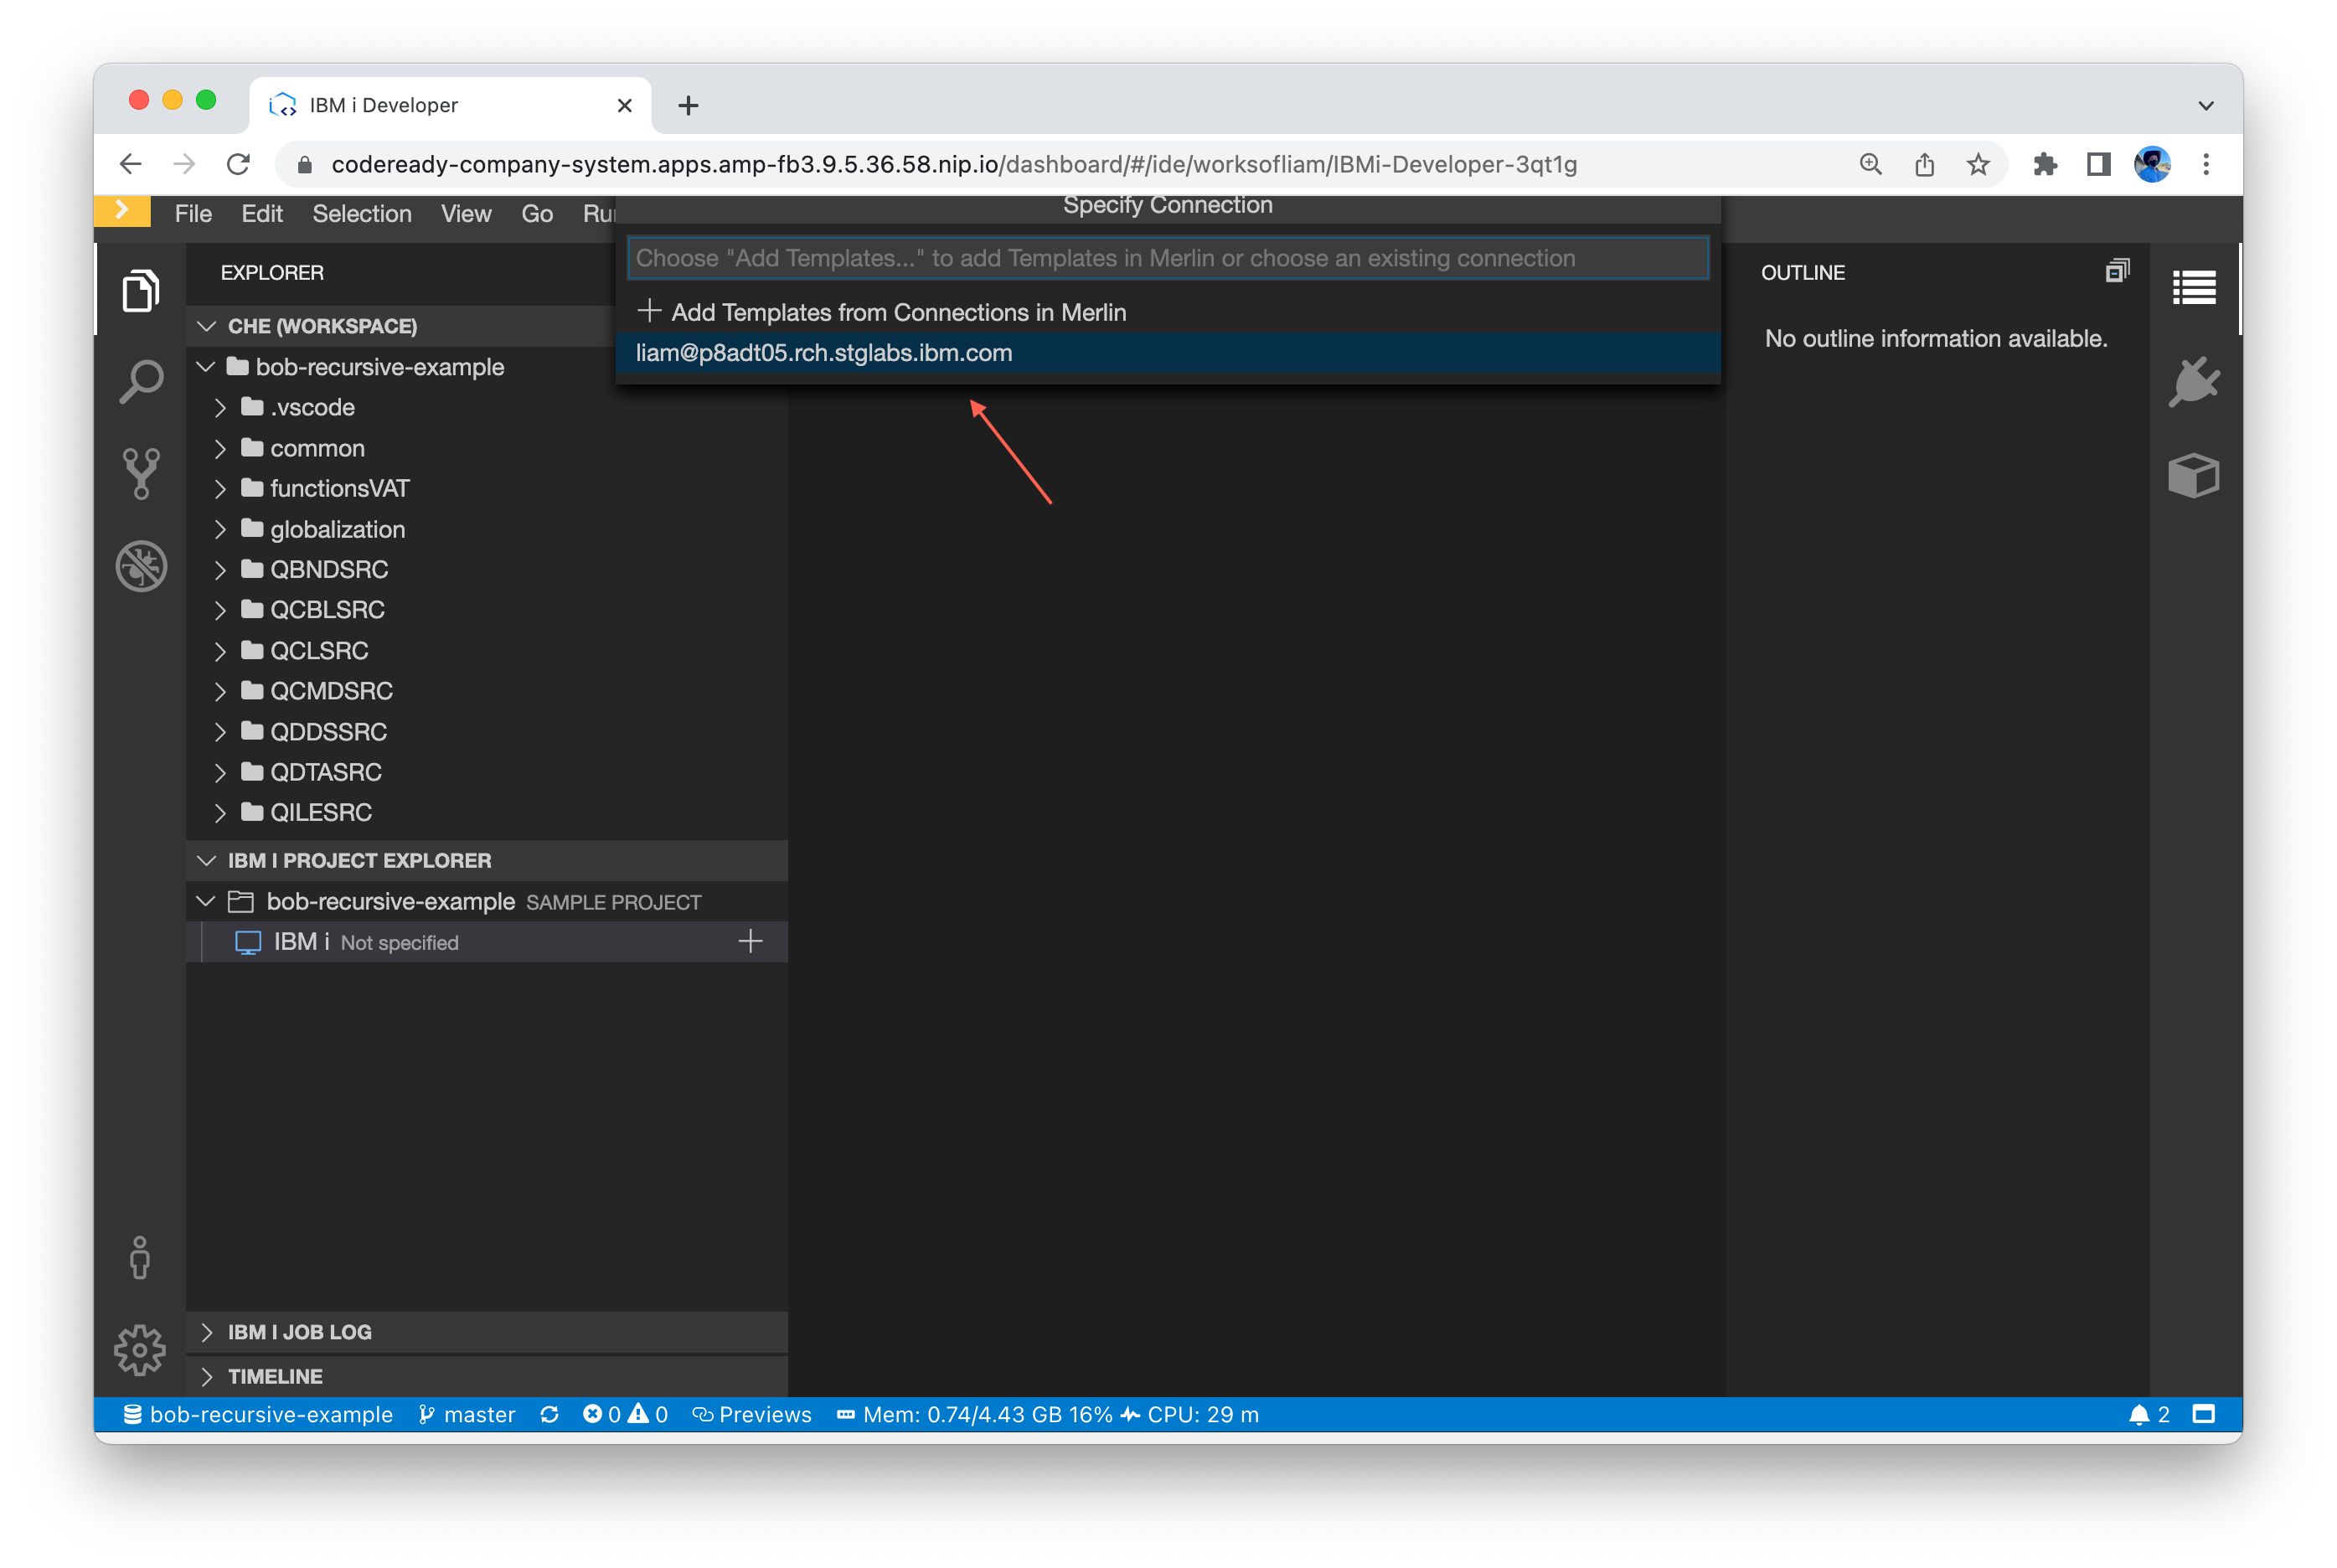 IBM i Developer
codeready-company-system.apps.amp-fb3.9.5.36.58.nip.io/dashboard/#/ide/worksofliam/IBMi-Developer-3qt1g
File Edit Selection View Go Ru
Specify Connection
Choose "Add Templates..." to add Templates in Merlin or choose an existing connection
Add Templates from Connections in Merlin
liam@p8adt05.rch.stglabs.ibm.com
EXPLORER
CHE (WORKSPACE)
bob-recursive-example
.vscode
common
functionsVAT
globalization
QBNDSRC
QCBLSRC
QCLSRC
QCMDSRC
QDDSSRC
QDTASRC
QILESRC
IBM I PROJECT EXPLORER
bob-recursive-example SAMPLE PROJECT
IBM i Not specified
IBM I JOB LOG
TIMELINE
OUTLINE
No outline information available.
bob-recursive-example master 0 0 Previews Mem: 0.74/4.43 GB 16% CPU: 29 m 2